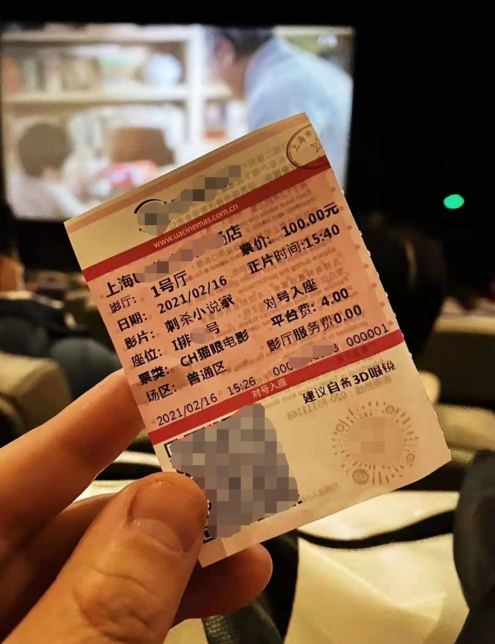 www.uacinemas.com.cn
上海U 店
影厅: 1号厅 票价: 100.00元
日期: 2021/02/16 正片时间:15:40
影片: 刺杀小说家
座位: I排 号 对号入座
票类: CH猫眼电影 平台费: 4.00
场区: 普通区 影厅服务费0.00
2021/02/16 15:26 000001
对号入座
建议自备3D眼镜